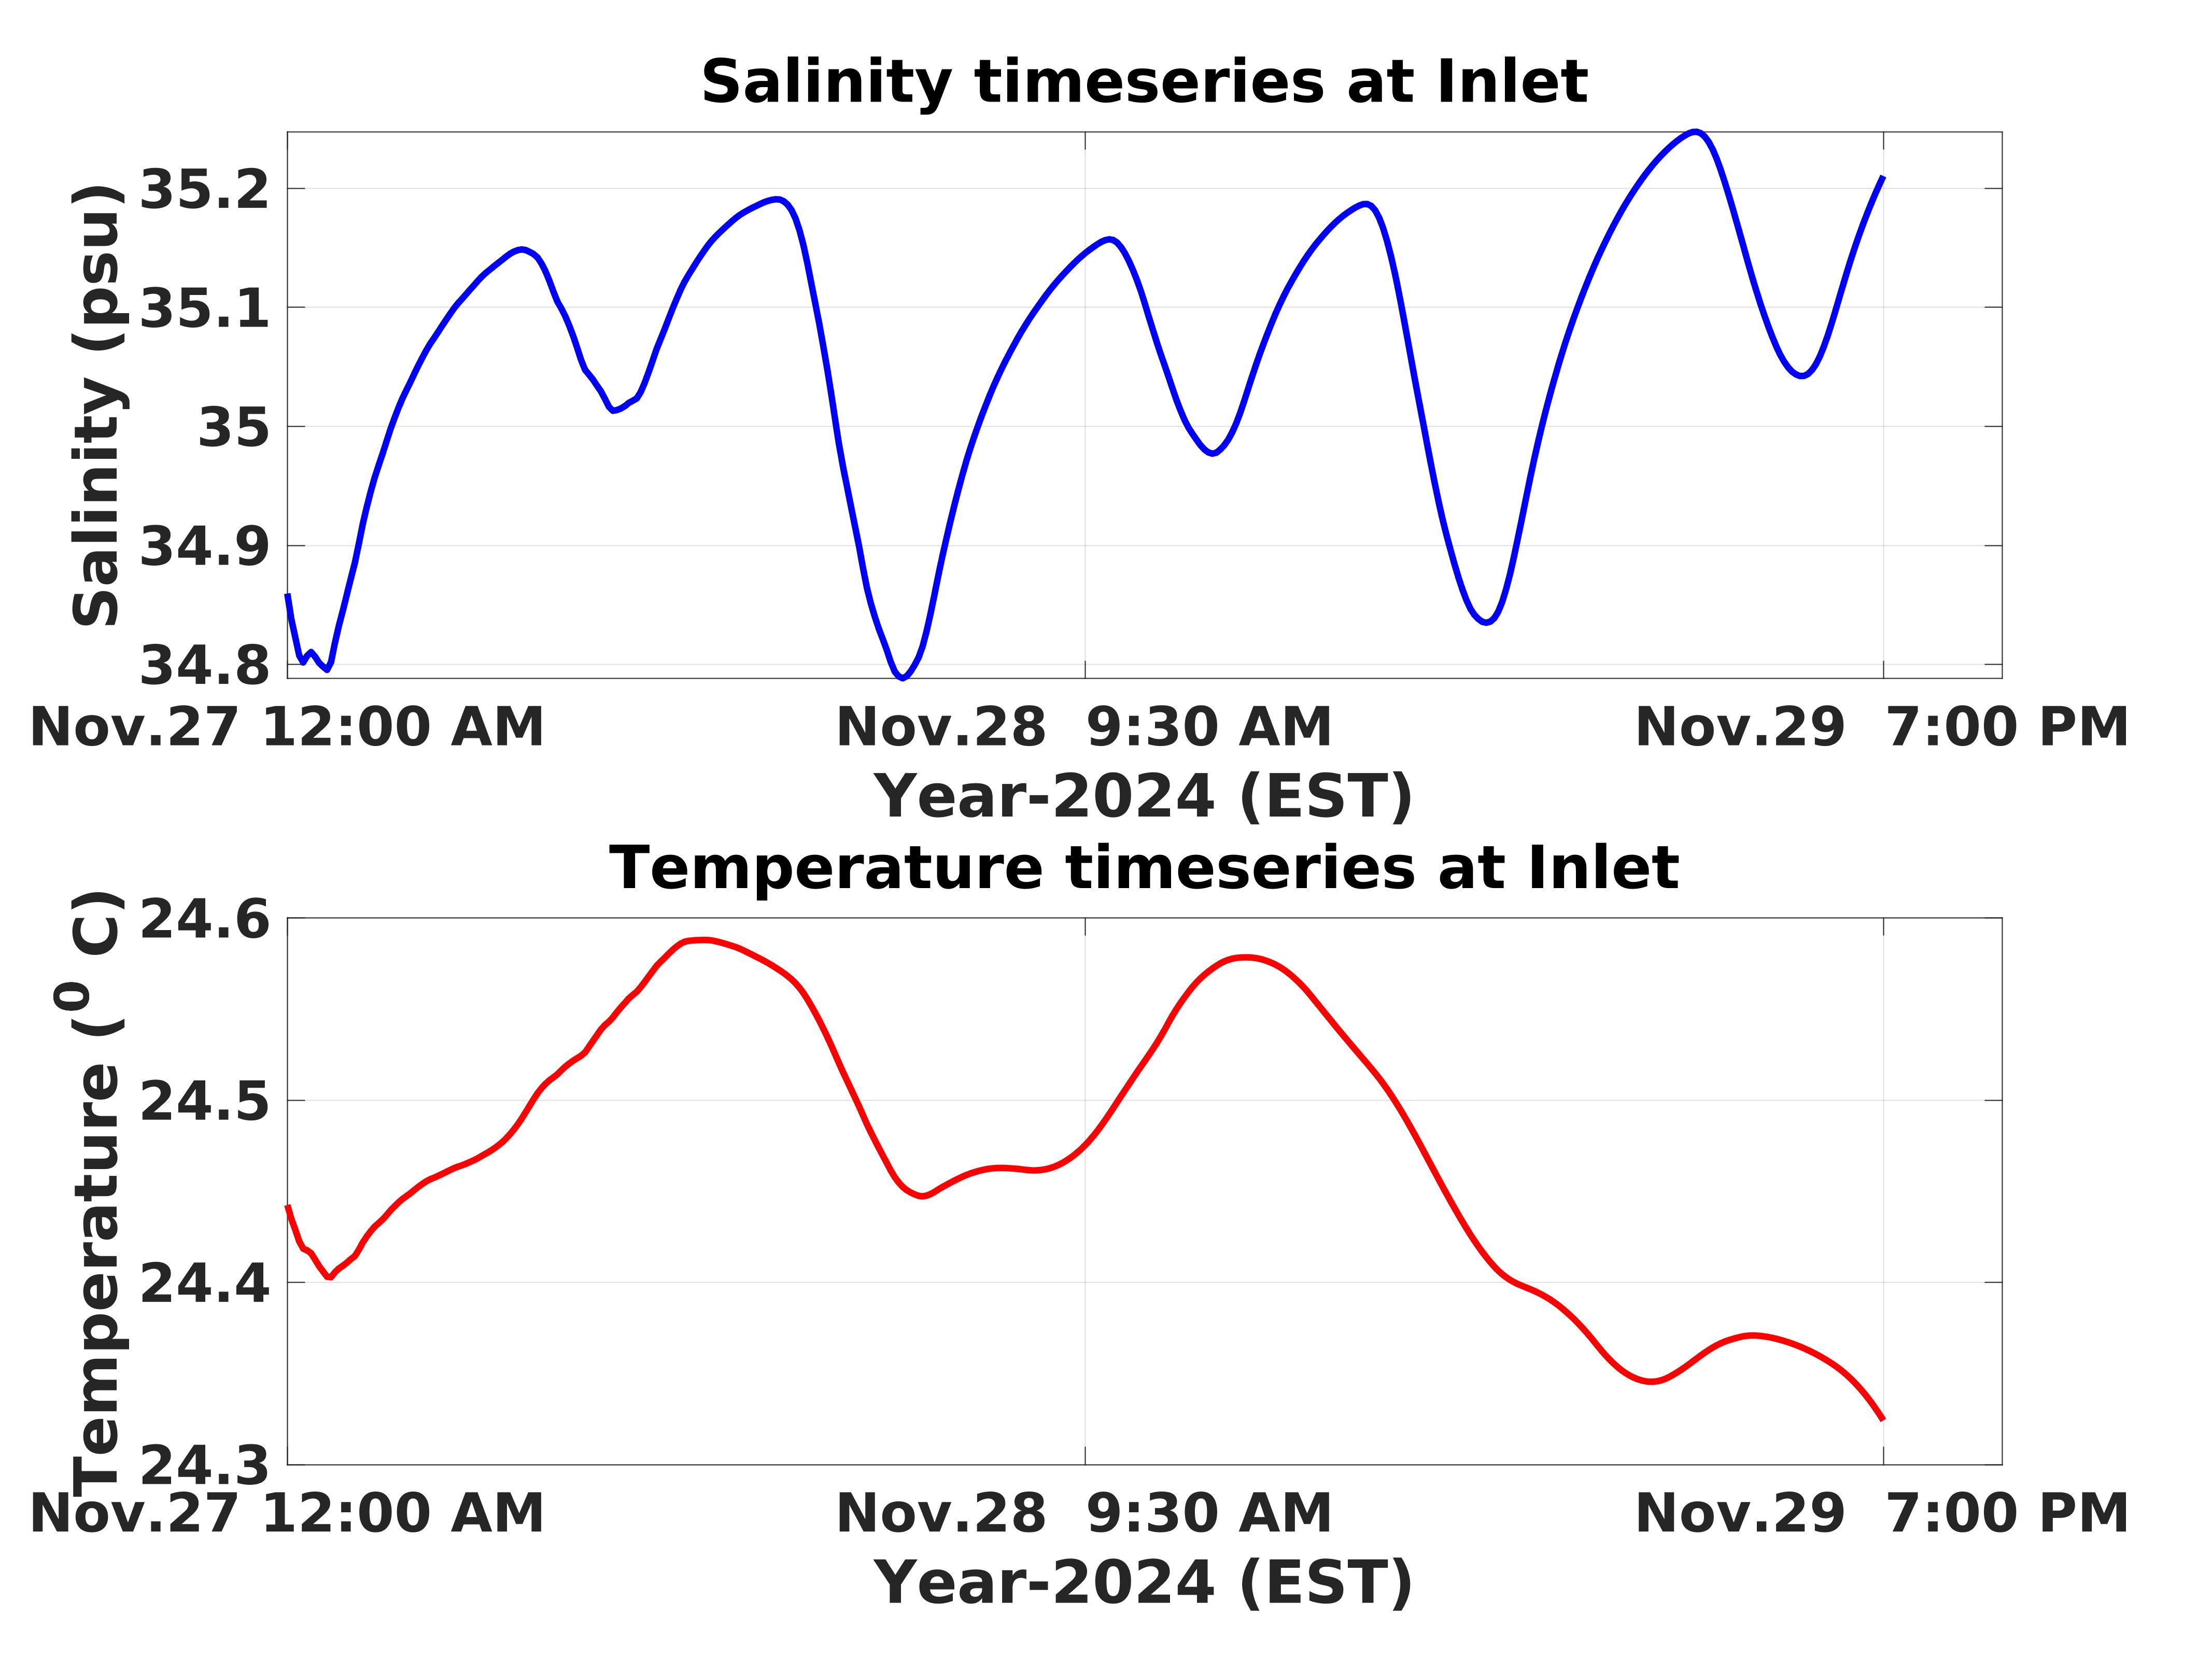 Salinity timeseries at Inlet
Salinity (psu)
35.2
35.1
35
34.9
34.8
Nov.27 12:00 AM Nov.28  9:30 AM Nov.29  7:00 PM
Year-2024 (EST)
Temperature timeseries at Inlet
Temperature (⁰ C)
24.6
24.5
24.4
24.3
Nov.27 12:00 AM Nov.28  9:30 AM Nov.29  7:00 PM
Year-2024 (EST)